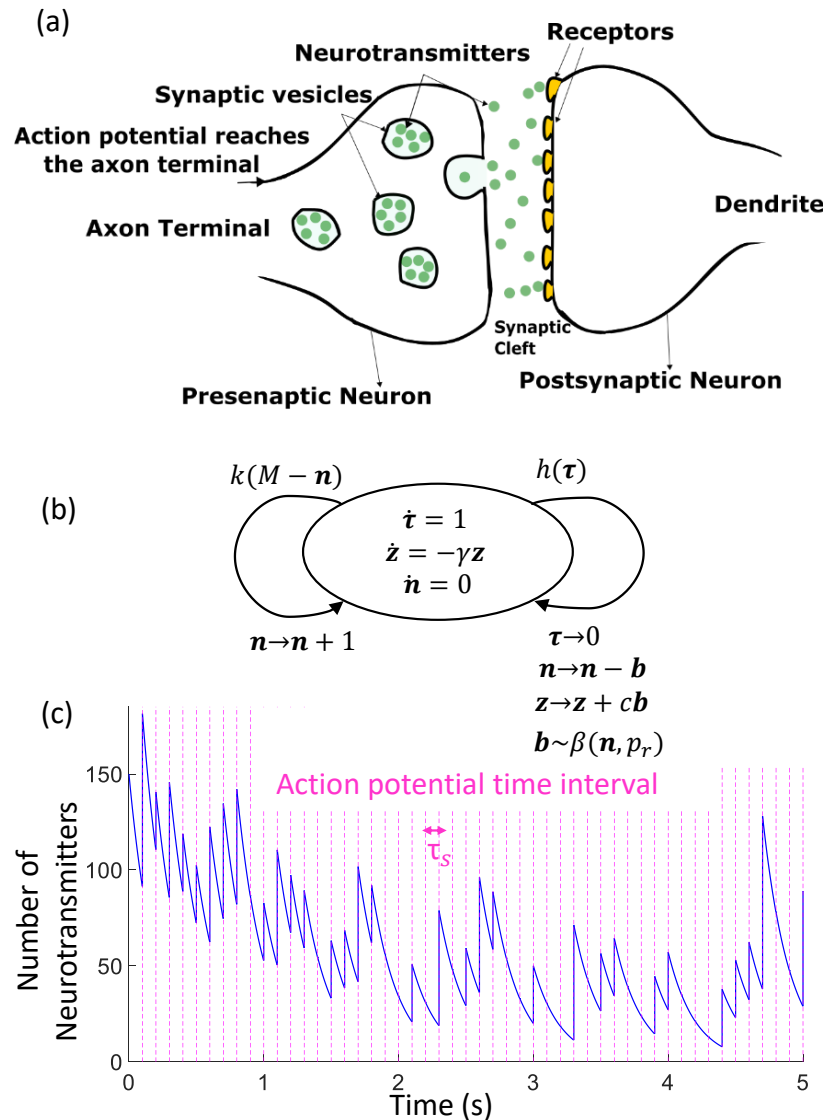 (a)
Neurotransmitters
Receptors
Synaptic vesicles
Action potential reaches
the axon terminal
Axon Terminal
Dendrite
Synaptic
Cleft
Presenaptic Neuron
Postsynaptic Neuron
(b)
k(M − n)
h(τ)
τ̇ = 1
ż = −γz
ṅ = 0
n→n + 1
τ→0
n→n − b
z→z + cb
b~β(n, pᵣ)
(c)
Action potential time interval
τₛ
Number of
Neurotransmitters
150
100
50
0
0 1 2 3 4 5
Time (s)